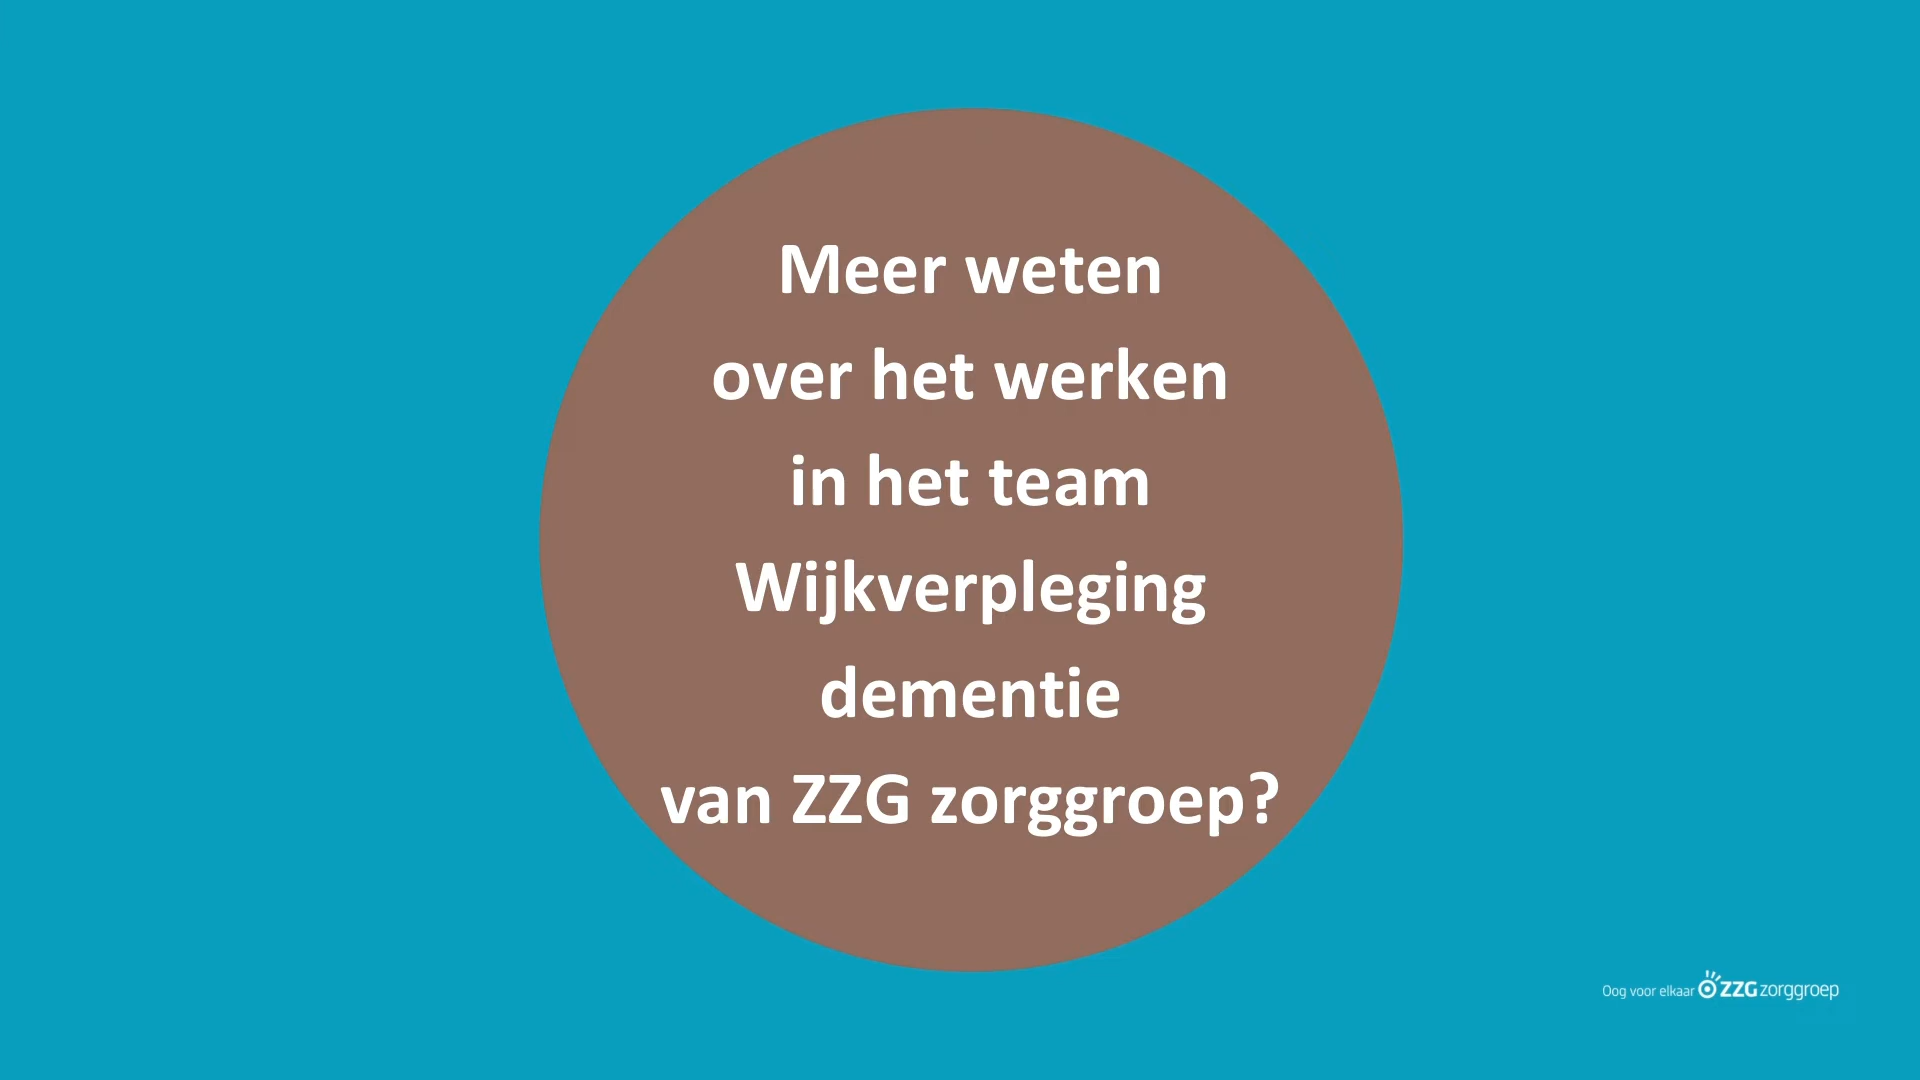 Meer weten
over het werken
in het team
Wijkverpleging
dementie
van ZZG zorggroep?
Oog voor elkaar ZZG zorggroep